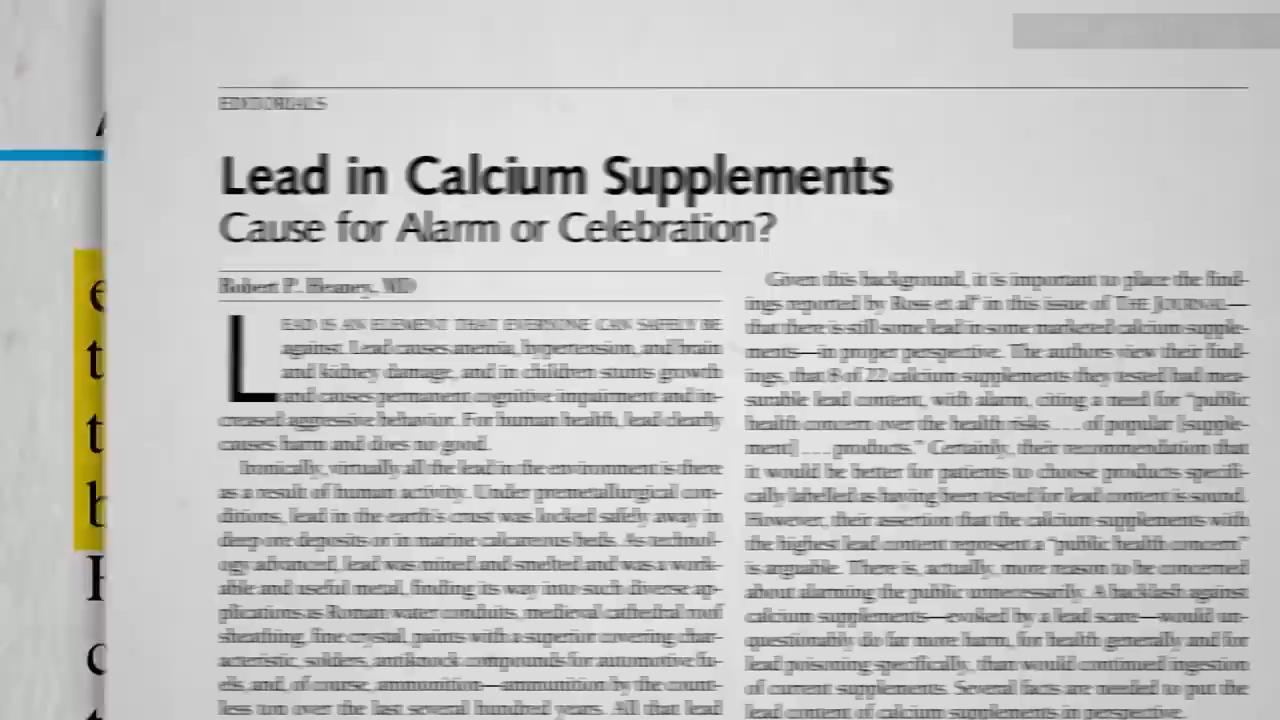 EDITORIALS
Lead in Calcium Supplements
Cause for Alarm or Celebration?
Robert P. Heaney, MD
LEAD IS AN ELEMENT THAT EVERYONE CAN SAFELY BE
against. Lead causes anemia, hypertension, and brain
and kidney damage, and in children stunts growth
and causes permanent cognitive impairment and in-
creased aggressive behavior. For human health, lead clearly
causes harm and does no good.
Ironically, virtually all the lead in the environment is there
as a result of human activity. Under premetallurgical con-
ditions, lead in the earth's crust was locked safely away in
deep ore deposits or in marine calcareous beds. As technol-
ogy advanced, lead was mined and smelted and was a work-
able and useful metal, finding its way into such diverse ap-
plications as Roman water conduits, medieval cathedral roof
sheathing, fine crystal, paints with a superior covering char-
acteristic, solders, antiknock compounds for automotive fu-
els, and, of course, ammunition—ammunition by the count-
less ton over the last several hundred years. All that lead
Given this background, it is important to place the find-
ings reported by Ross et al in this issue of THE JOURNAL—
that there is still some lead in some marketed calcium supple-
ments—in proper perspective. The authors view their find-
ings, that 8 of 22 calcium supplements they tested had mea-
surable lead content, with alarm, citing a need for "public
health concern over the health risks . . . of popular [supple-
ment] . . . products." Certainly, their recommendation that
it would be better for patients to choose products specifi-
cally labelled as having been tested for lead content is sound.
However, their assertion that the calcium supplements with
the highest lead content represent a "public health concern"
is arguable. There is, actually, more reason to be concerned
about alarming the public unnecessarily. A backlash against
calcium supplements—evoked by a lead scare—would un-
questionably do far more harm, for health generally and for
lead poisoning specifically, than would continued ingestion
of current supplements. Several facts are needed to put the
lead content of calcium supplements in perspective.